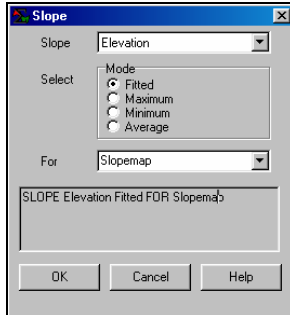 Slope
Slope Elevation
Select Mode
Fitted
Maximum
Minimum
Average
For Slopemap
SLOPE Elevation Fitted FOR Slopemap
OK Cancel Help